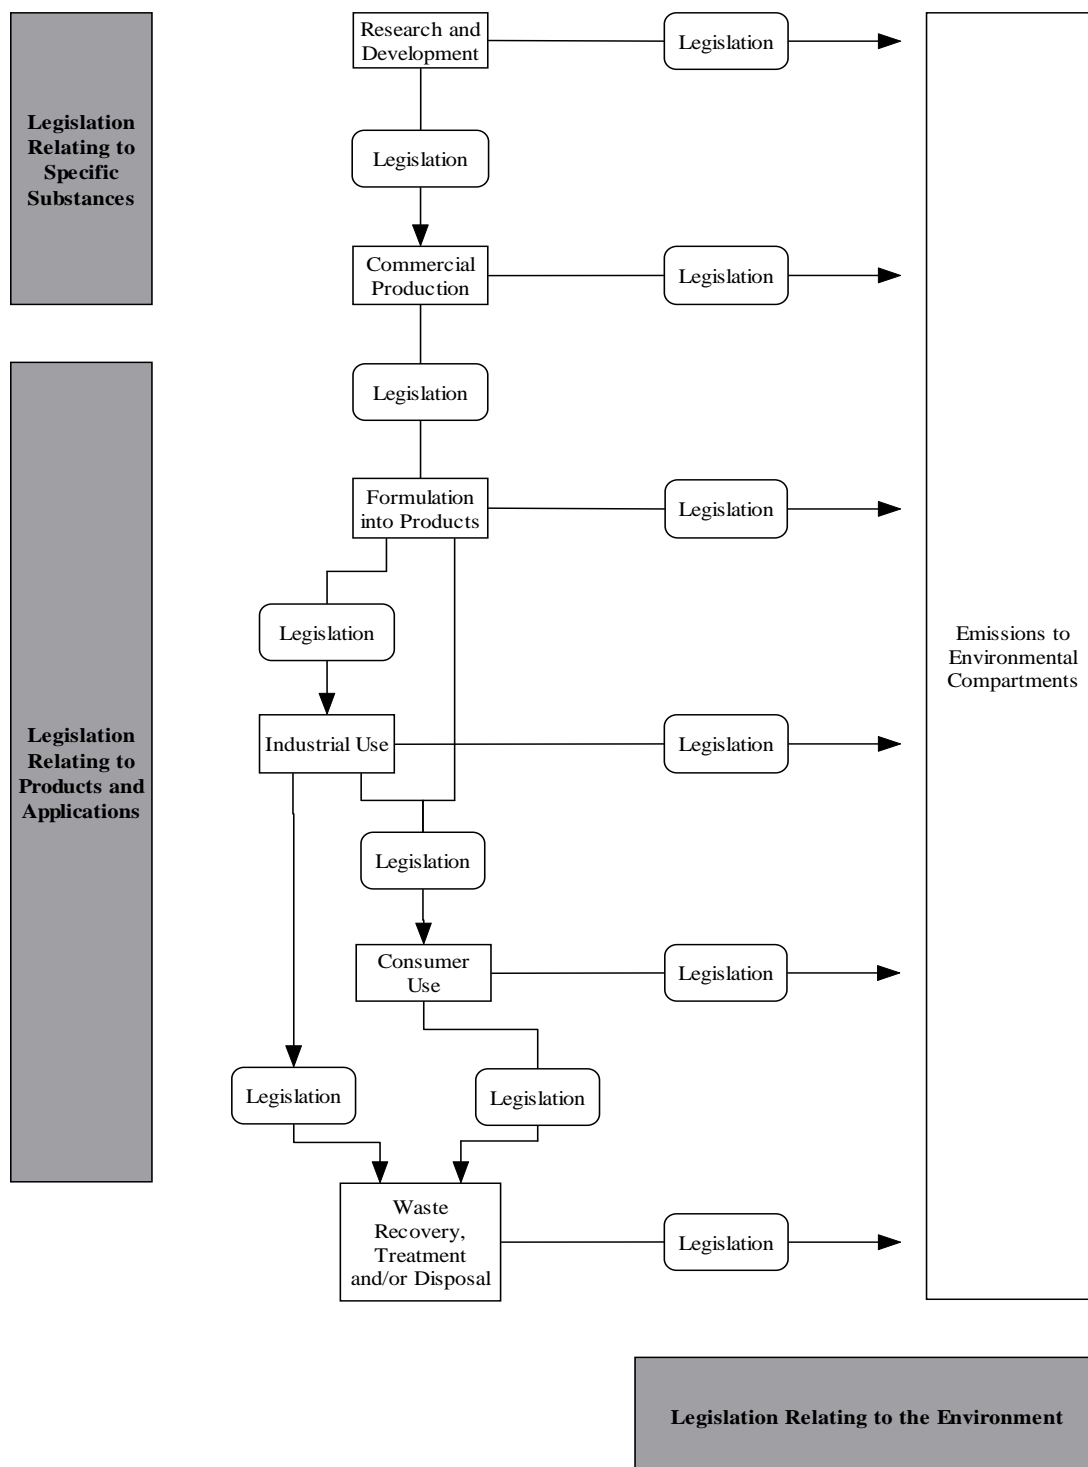 Research and
Development
Legislation
Legislation
Relating to
Specific
Substances
Legislation
Commercial
Production
Legislation
Legislation
Formulation
into Products
Legislation
Legislation
Emissions to
Environmental
Compartments
Legislation
Relating to
Products and
Applications
Industrial Use
Legislation
Legislation
Consumer
Use
Legislation
Legislation
Legislation
Waste
Recovery,
Treatment
and/or Disposal
Legislation
Legislation Relating to the Environment